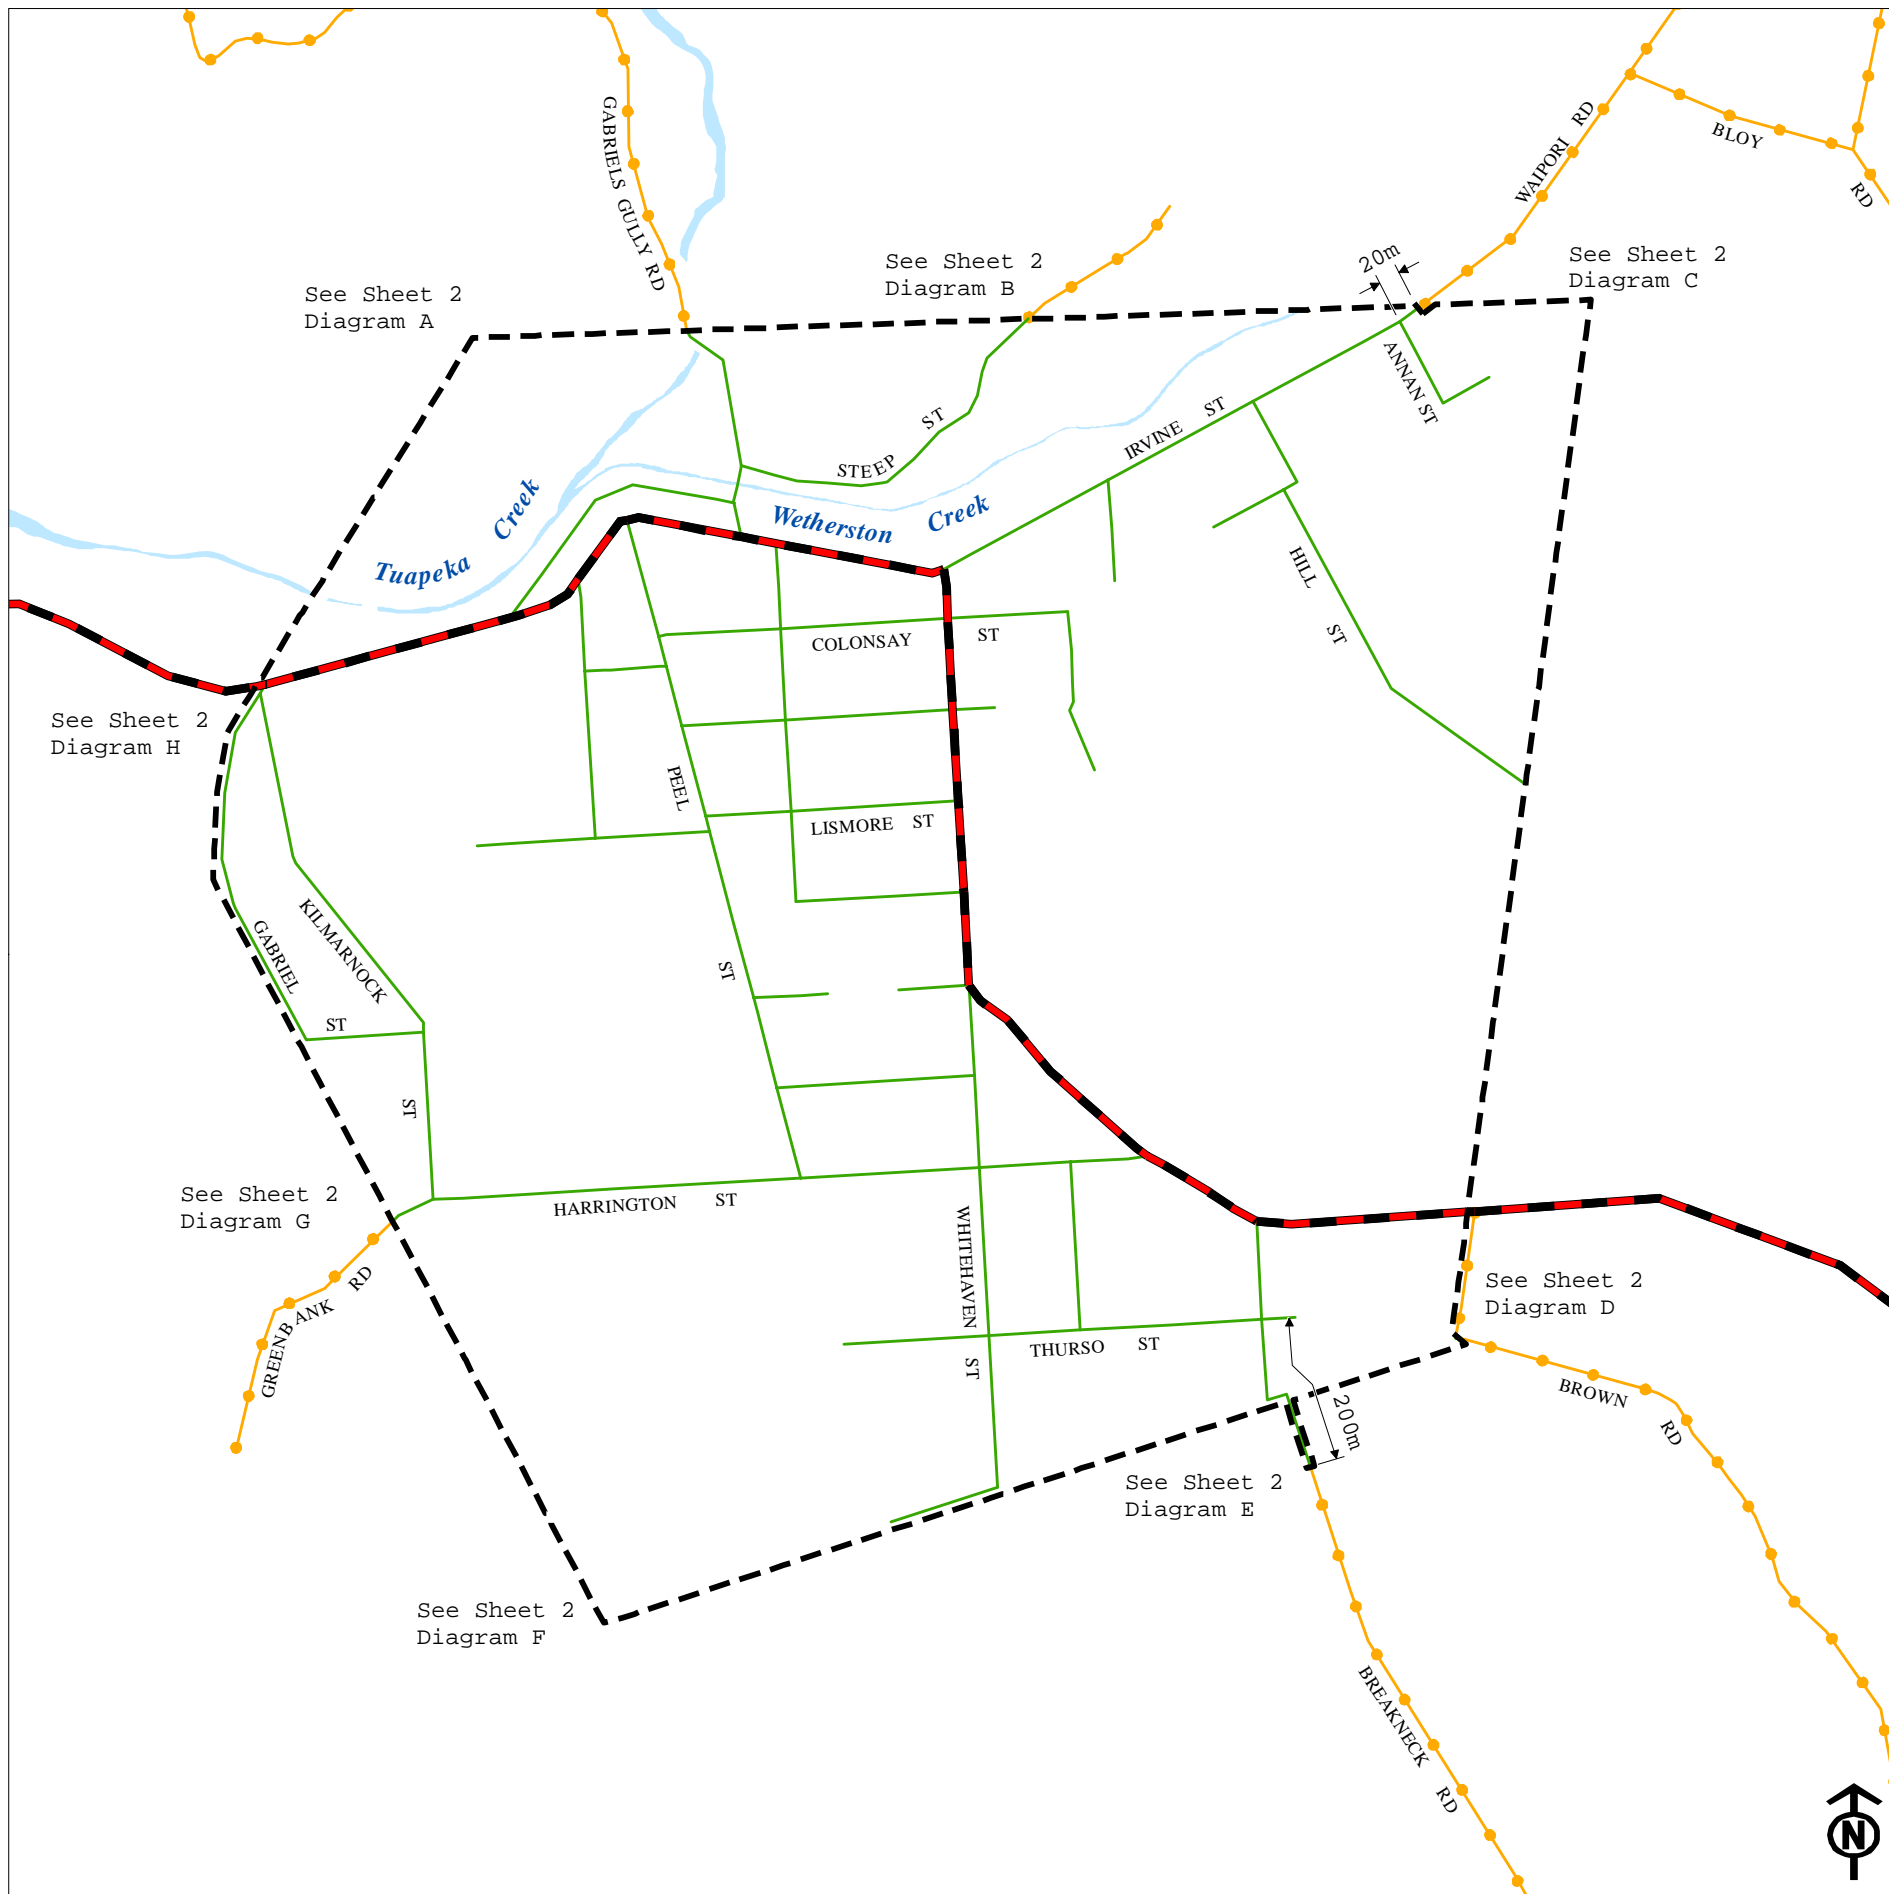 GABRIELS GULLY RD
WAIPORI RD
BLOY
RD
See Sheet 2
Diagram A
See Sheet 2
Diagram B
20m
See Sheet 2
Diagram C
ANNAN ST
STEEP ST
IRVINE ST
Tuapeka Creek
Wetherston Creek
HILL
ST
COLONSAY ST
See Sheet 2
Diagram H
PEEL
ST
LISMORE ST
GABRIEL
ST
KILMARNOCK
ST
See Sheet 2
Diagram G
HARRINGTON ST
WHITEHAVEN
ST
GREENBANK RD
See Sheet 2
Diagram D
THURSO ST
BROWN
RD
200m
See Sheet 2
Diagram E
See Sheet 2
Diagram F
BREAKNECK
RD
N